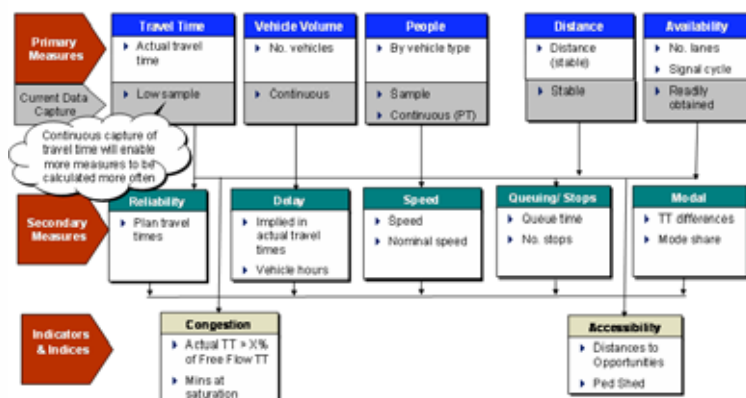 Primary
Measures
Travel Time
Actual travel
time
Low sample
Vehicle Volume
No. vehicles
Continuous
People
By vehicle type
Sample
Continuous (PT)
Distance
Distance
(stable)
Stable
Availability
No. lanes
Signal cycle
Readily
obtained
Current Data
Capture
Continuous capture of
travel time will enable
more measures to be
calculated more often
Secondary
Measures
Reliability
Plan travel
times
Delay
Implied in
actual travel
times
Vehicle hours
Speed
Speed
Nominal speed
Queuing/ Stops
Queue time
No. stops
Modal
TT differences
Mode share
Indicators
& Indices
Congestion
Actual TT > X%
of Free Flow TT
Mins at
saturation
Accessibility
Distances to
Opportunities
Ped Shed